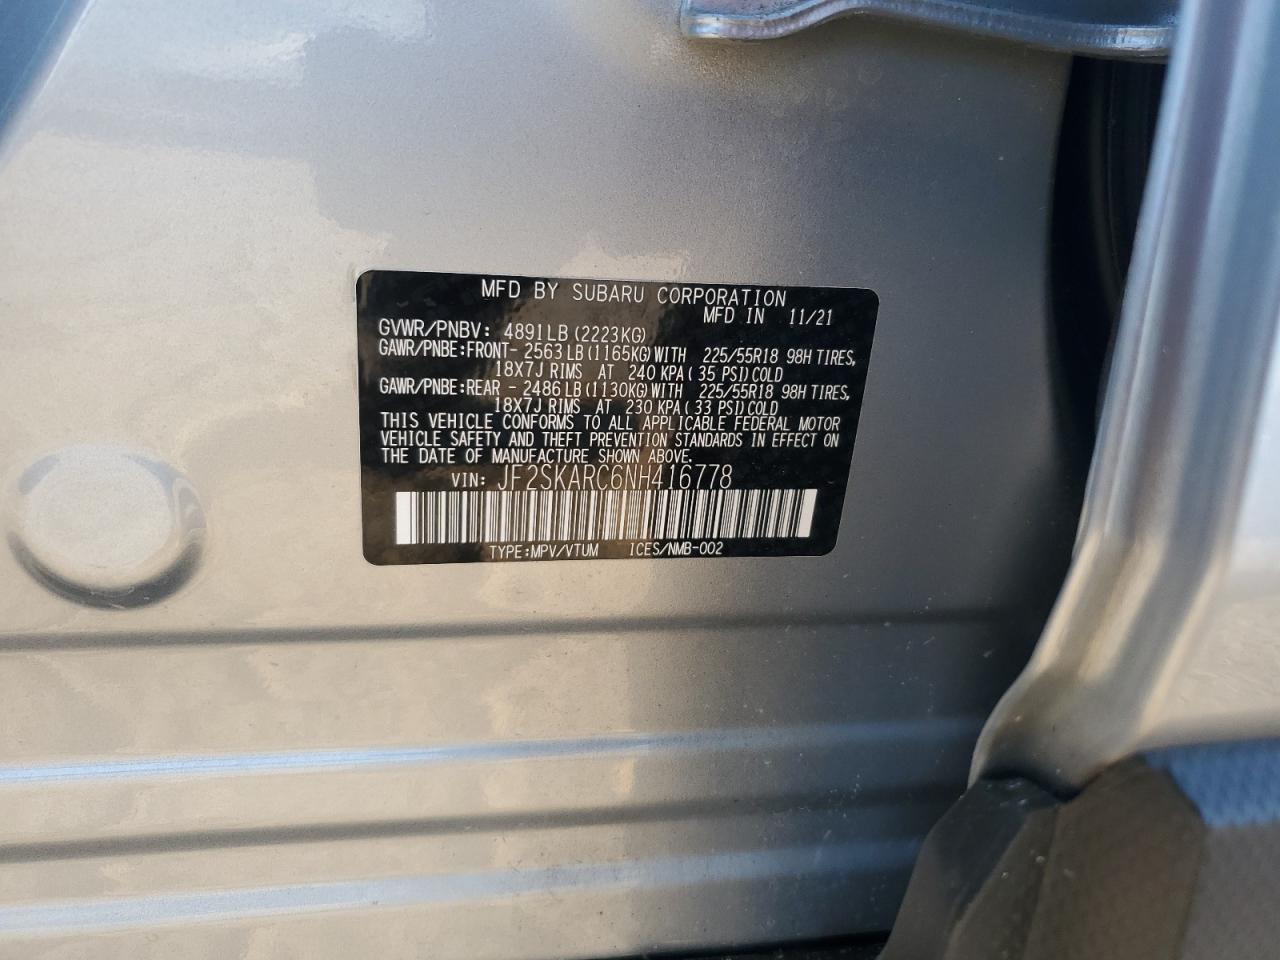 MFD BY SUBARU CORPORATION
MFD IN 11/21
GVWR/PNBV: 4891LB (2223KG)
GAWR/PNBE:FRONT- 2563LB (1165KG) WITH 225/55R18 98H TIRES,
18X7J RIMS AT 240 KPA ( 35 PSI) COLD
GAWR/PNBE:REAR - 2486LB (1130KG) WITH 225/55R18 98H TIRES,
18X7J RIMS AT 230 KPA ( 33 PSI) COLD
THIS VEHICLE CONFORMS TO ALL APPLICABLE FEDERAL MOTOR
VEHICLE SAFETY AND THEFT PREVENTION STANDARDS IN EFFECT ON
THE DATE OF MANUFACTURE SHOWN ABOVE.
VIN: JF2SKARC6NH416778
TYPE:MPV/VTUM ICES/NMB-002